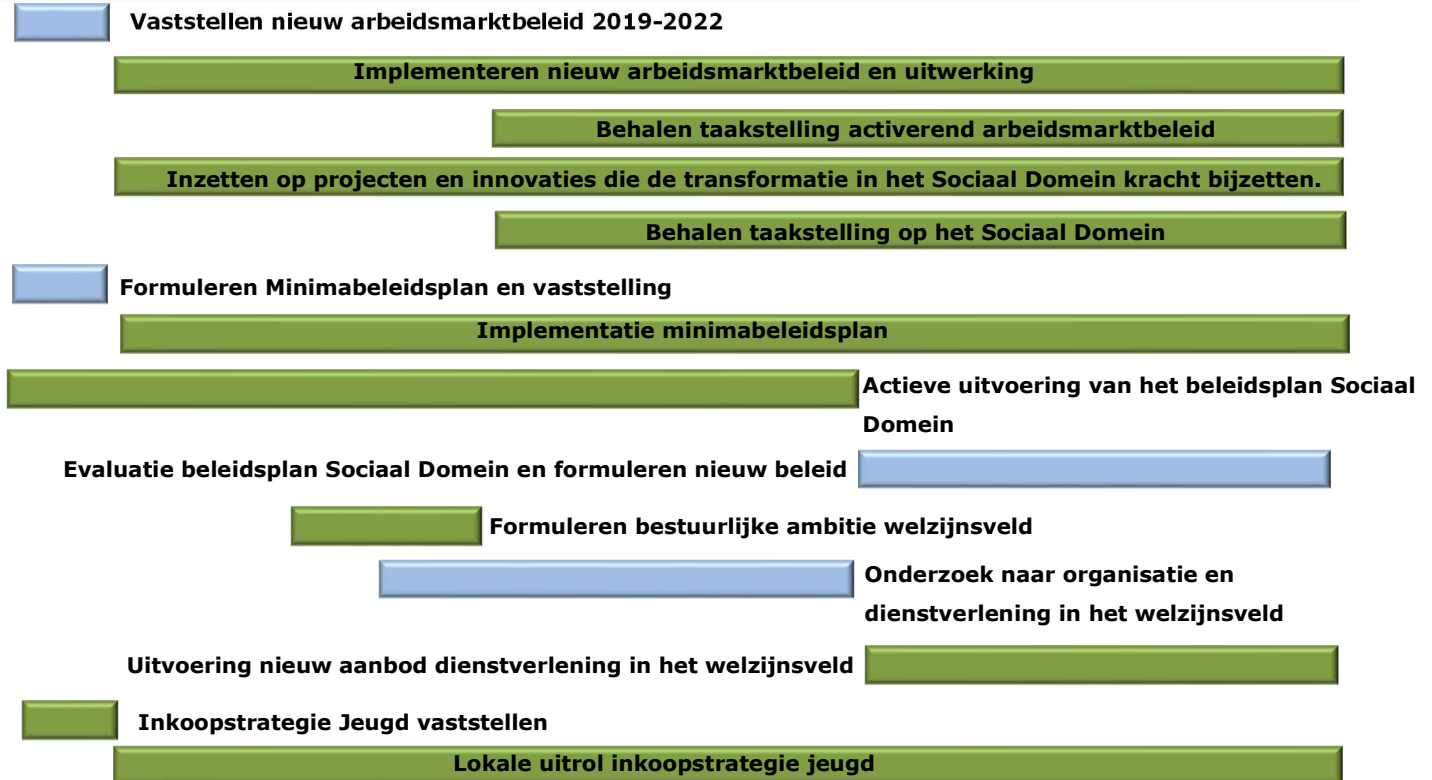 Vaststellen nieuw arbeidsmarktbeleid 2019-2022
Implementeren nieuw arbeidsmarktbeleid en uitwerking
Behalen taakstelling activerend arbeidsmarktbeleid
Inzetten op projecten en innovaties die de transformatie in het Sociaal Domein kracht bijzetten.
Behalen taakstelling op het Sociaal Domein
Formuleren Minimabeleidsplan en vaststelling
Implementatie minimabeleidsplan
Actieve uitvoering van het beleidsplan Sociaal
Domein
Evaluatie beleidsplan Sociaal Domein en formuleren nieuw beleid
Formuleren bestuurlijke ambitie welzijnsveld
Onderzoek naar organisatie en
dienstverlening in het welzijnsveld
Uitvoering nieuw aanbod dienstverlening in het welzijnsveld
Inkoopstrategie Jeugd vaststellen
Lokale uitrol inkoopstrategie jeugd